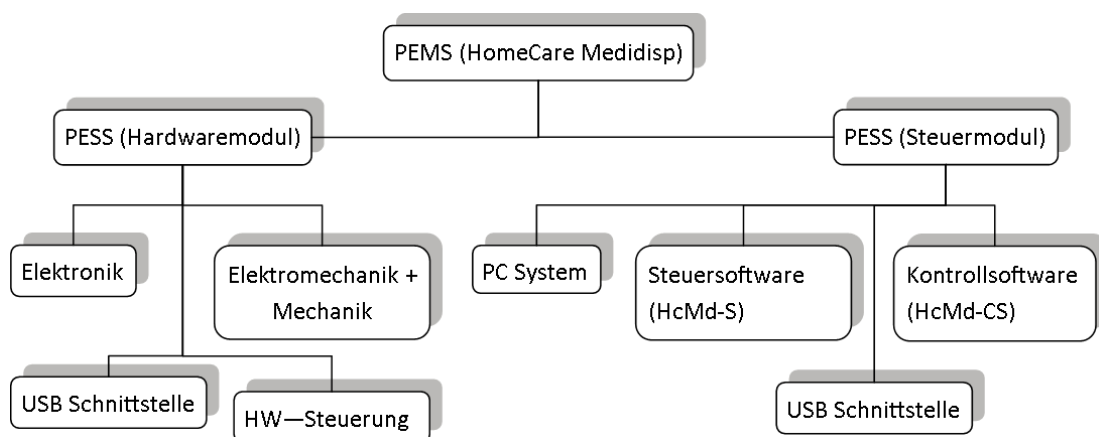 PEMS (HomeCare Medidisp)
PESS (Hardwaremodul)
PESS (Steuermodul)
Elektronik
Elektromechanik +
Mechanik
PC System
Steuersoftware
(HcMd-S)
Kontrollsoftware
(HcMd-CS)
USB Schnittstelle
HW—Steuerung
USB Schnittstelle